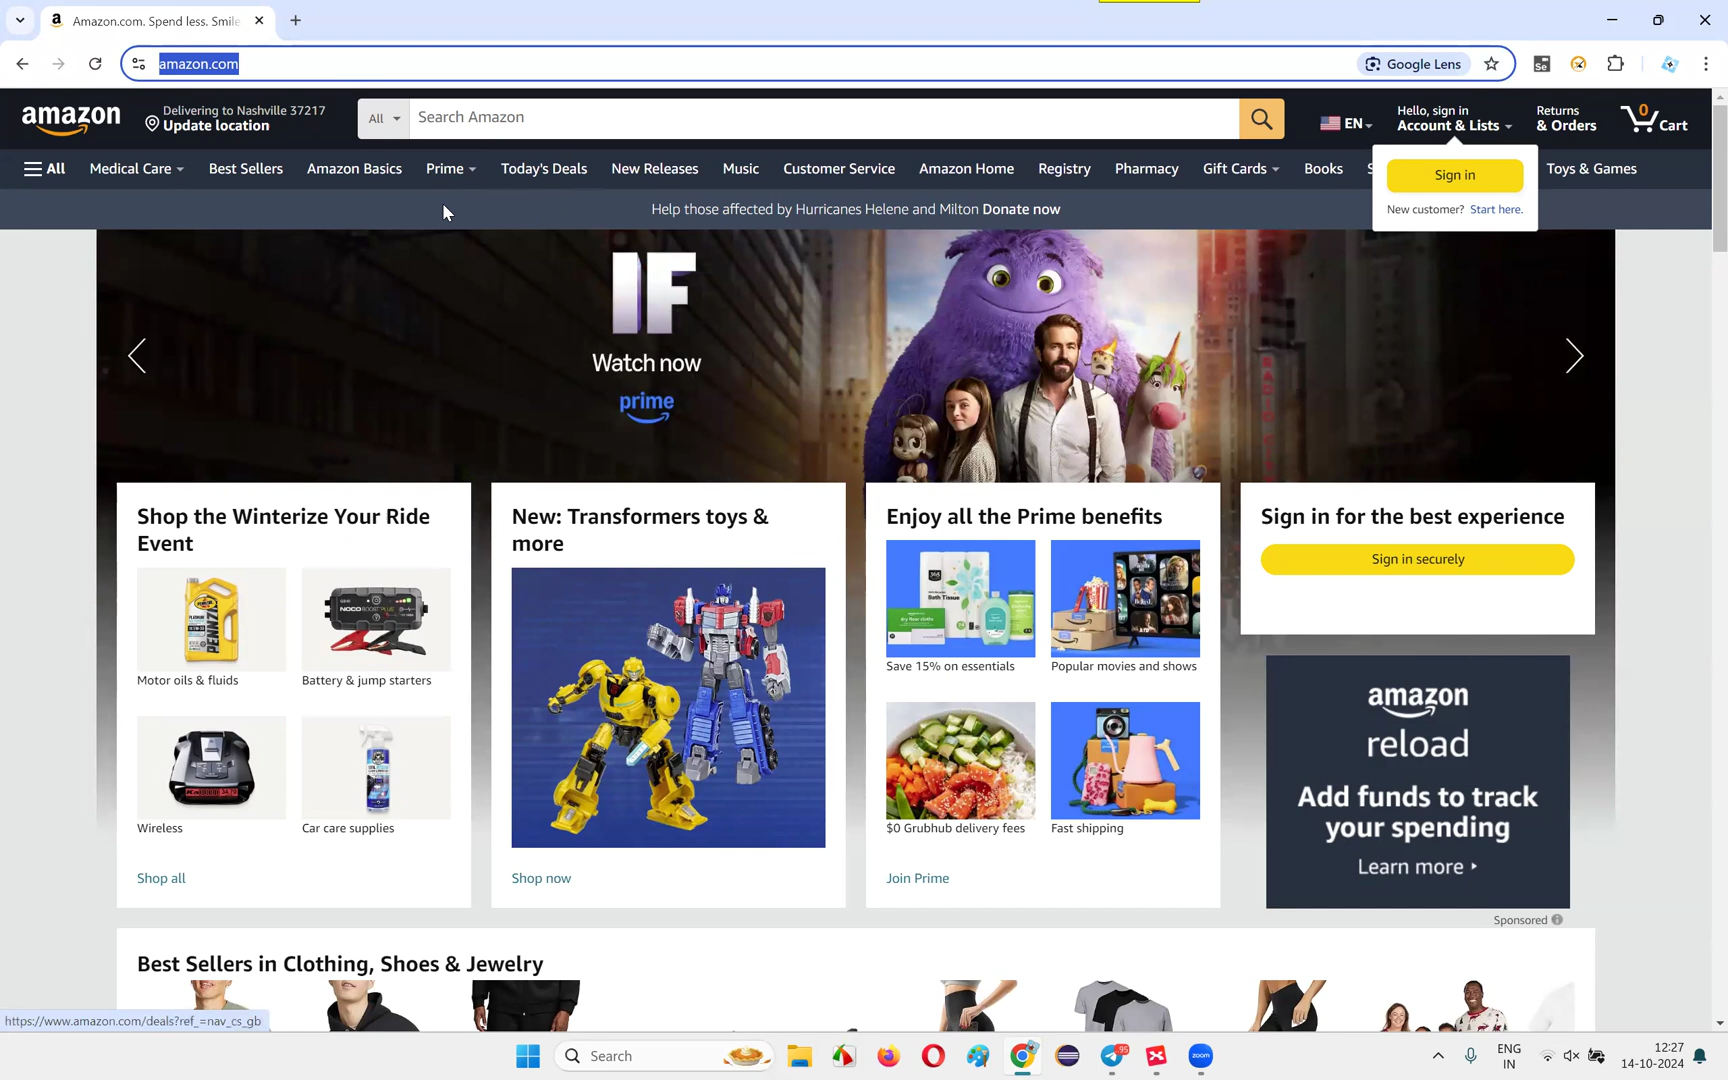 Amazon.com. Spend less. Smile
amazon.com
Google Lens
amazon
Delivering to Nashville 37217
Update location
All
Search Amazon
EN
Hello, sign in
Account & Lists
Returns
& Orders
0
Cart
All
Medical Care
Best Sellers
Amazon Basics
Prime
Today's Deals
New Releases
Music
Customer Service
Amazon Home
Registry
Pharmacy
Gift Cards
Books
S
Toys & Games
Sign in
New customer? Start here.
Help those affected by Hurricanes Helene and Milton Donate now
IF
Watch now
prime
Shop the Winterize Your Ride
Event
Motor oils & fluids
Battery & jump starters
Wireless
Car care supplies
Shop all
New: Transformers toys &
more
Shop now
Enjoy all the Prime benefits
Save 15% on essentials
Popular movies and shows
$0 Grubhub delivery fees
Fast shipping
Join Prime
Sign in for the best experience
Sign in securely
amazon
reload
Add funds to track
your spending
Learn more
Sponsored
Best Sellers in Clothing, Shoes & Jewelry
https://www.amazon.com/deals?ref_=nav_cs_gb
Search
95
zoom
ENG
IN
12:27
14-10-2024